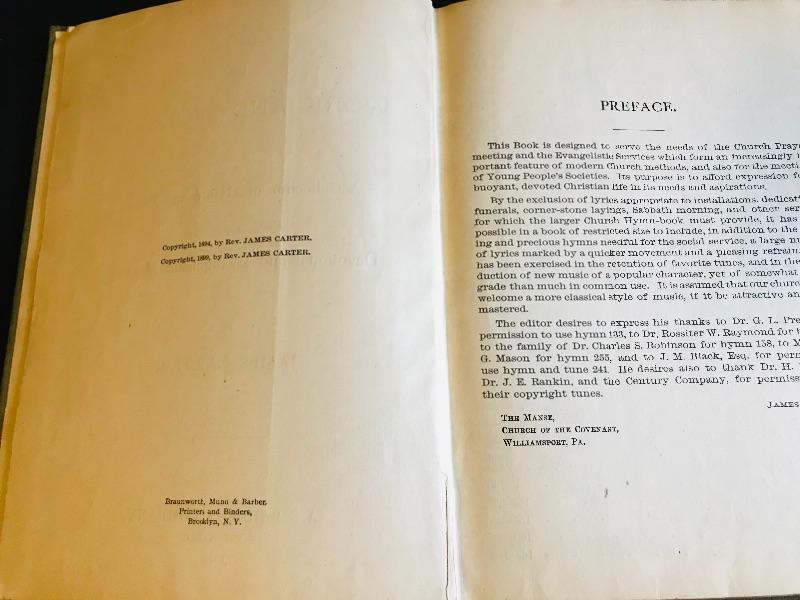 Copyright, 1894, by Rev. JAMES CARTER.
Copyright, 1899, by Rev. JAMES CARTER.
Braunworth, Munn & Barber,
Printers and Binders,
Brooklyn, N. Y.
PREFACE.
This Book is designed to serve the needs of the Church Praye
meeting and the Evangelistic Services which form an increasingly i
portant feature of modern Church methods, and also for the meeti
of Young People's Societies. Its purpose is to afford expression f
buoyant, devoted Christian life in its needs and aspirations.
By the exclusion of lyrics appropriate to installations, dedicat
funerals, corner-stone layings, Sabbath morning, and other ser
for which the larger Church Hymn-book must provide, it has
possible in a book of restricted size to include, in addition to the
ing and precious hymns needful for the social service, a large nu
of lyrics marked by a quicker movement and a pleasing refrain
has been exercised in the retention of favorite tunes, and in the
duction of new music of a popular character, yet of somewhat
grade than much in common use. It is assumed that our churc
welcome a more classical style of music, if it be attractive an
mastered.
The editor desires to express his thanks to Dr. G. L. Pre
permission to use hymn 133, to Dr. Rossiter W. Raymond for
to the family of Dr. Charles S. Robinson for hymn 158, to M
G. Mason for hymn 255, and to J. M. Black, Esq. for perm
use hymn and tune 241. He desires also to thank Dr. H.
Dr. J. E. Rankin, and the Century Company, for permiss
their copyright tunes.
JAMES
THE MANSE,
CHURCH OF THE COVENANT,
WILLIAMSPORT, PA.